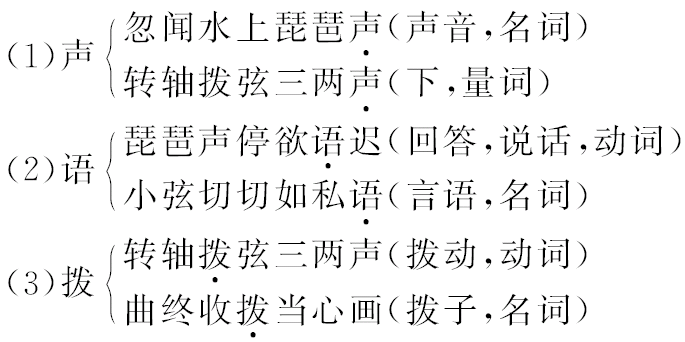 (1)声
忽闻水上琵琶声(声音,名词)
转轴拨弦三两声(下,量词)
(2)语
琵琶声停欲语迟(回答,说话,动词)
小弦切切如私语(言语,名词)
(3)拨
转轴拨弦三两声(拨动,动词)
曲终收拨当心画(拨子,名词)